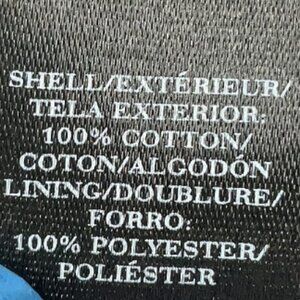 SHELL/EXTÉRIEUR/
TELA EXTERIOR:
100% COTTON/
COTON/ALGODÓN
LINING/DOUBLURE/
FORRO:
100% POLYESTER/
POLIÉSTER